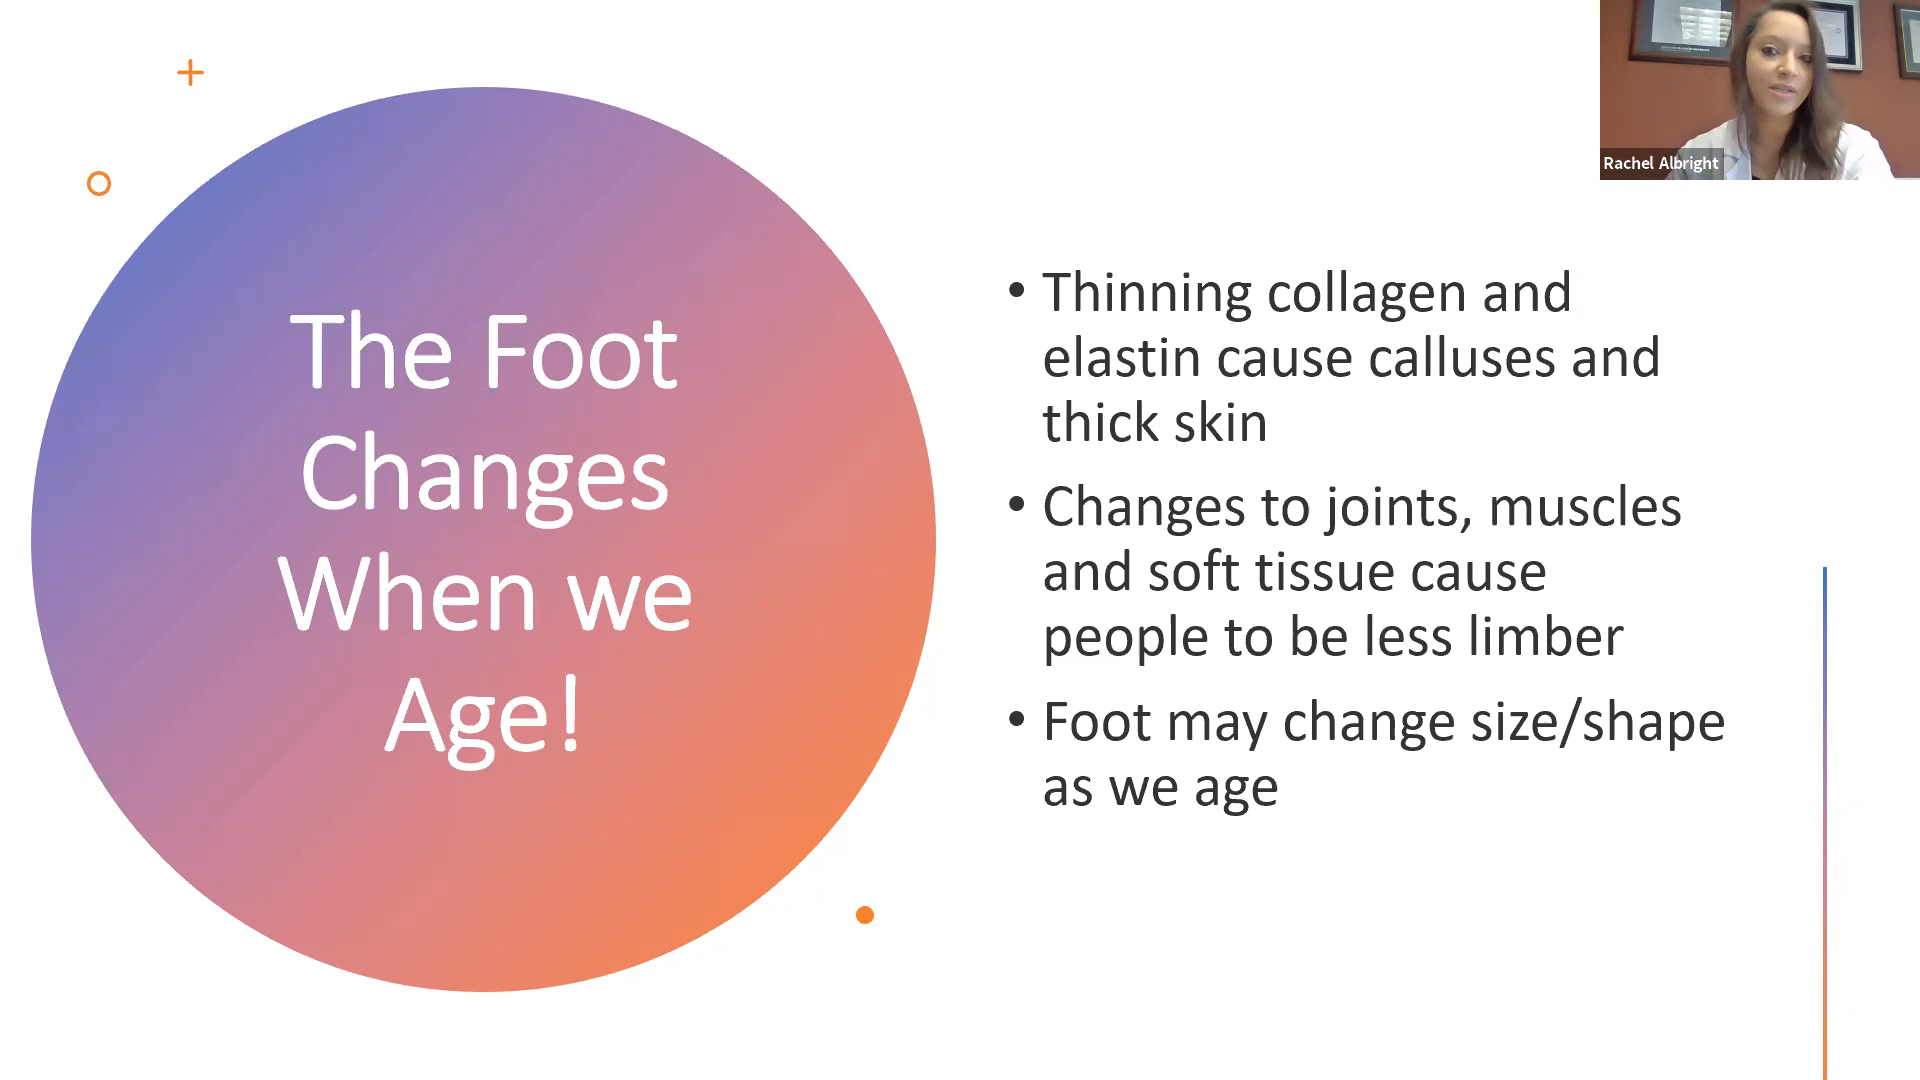 The Foot
Changes
When we
Age!
• Thinning collagen and
elastin cause calluses and
thick skin
• Changes to joints, muscles
and soft tissue cause
people to be less limber
• Foot may change size/shape
as we age
Rachel Albright